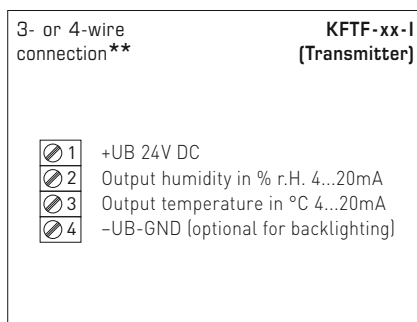 3- or 4-wire
connection**
KFTF-xx-I
(Transmitter)
1 +UB 24V DC
2 Output humidity in % r.H. 4...20mA
3 Output temperature in °C 4...20mA
4 –UB-GND (optional for backlighting)